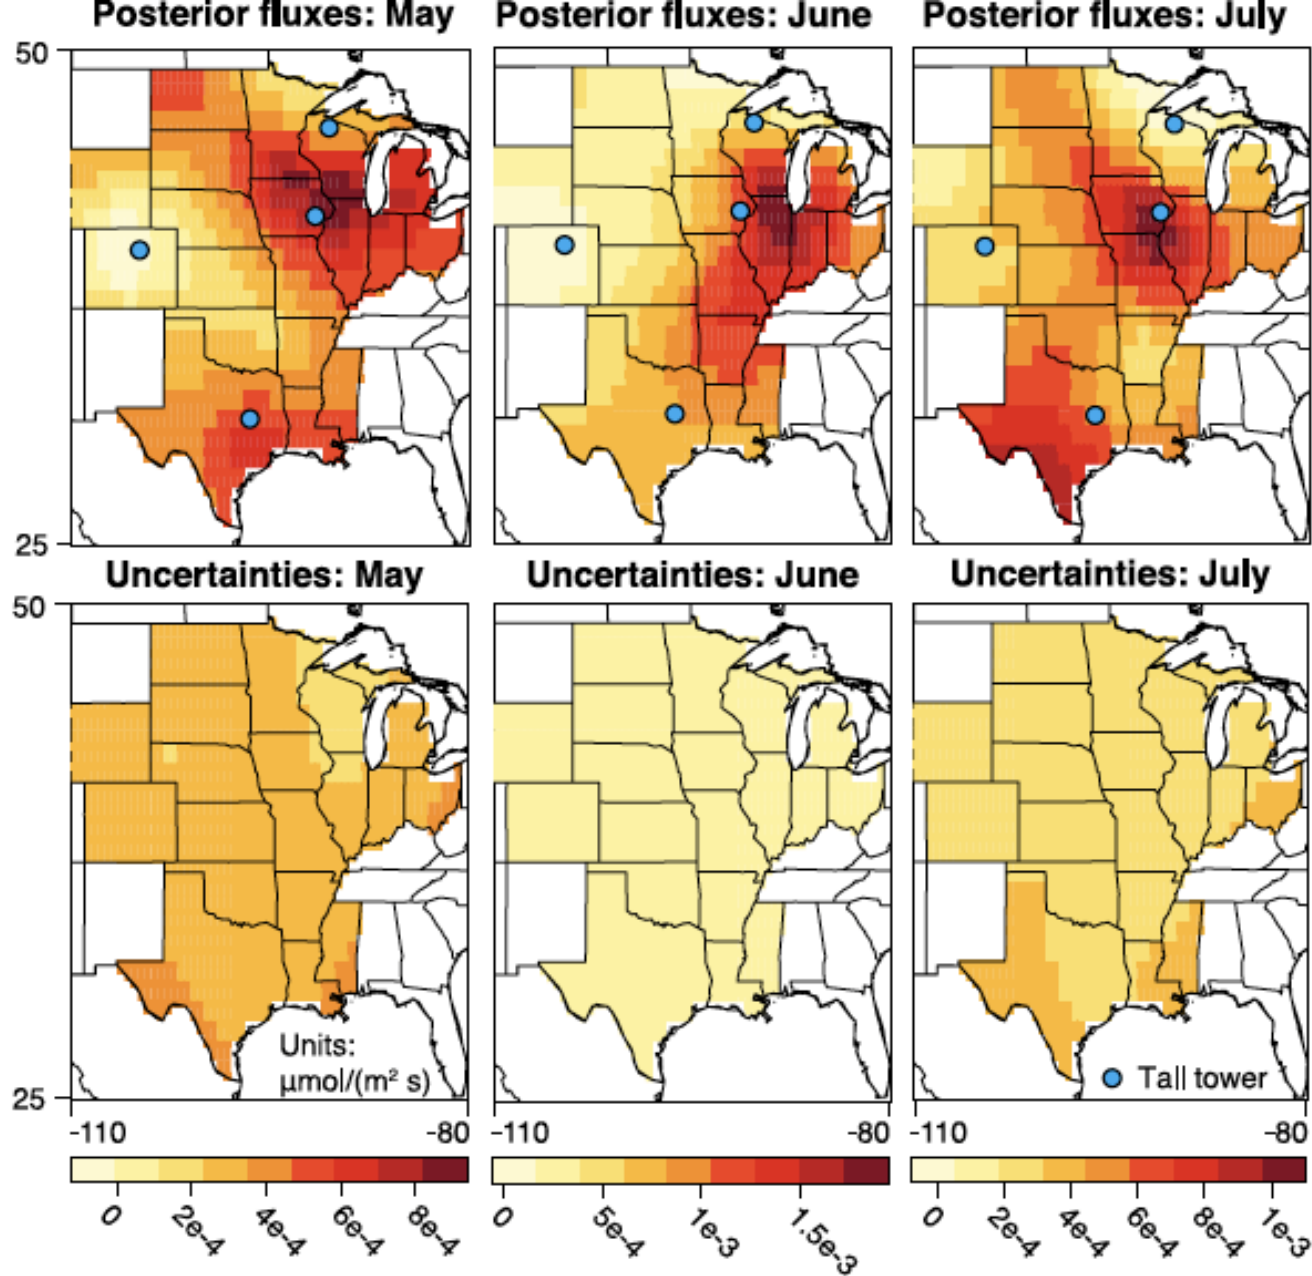 Posterior fluxes: May
Posterior fluxes: June
Posterior fluxes: July
50
25
Uncertainties: May
Uncertainties: June
Uncertainties: July
50
Units:
μmol/(m² s)
Tall tower
25
-110
-80
-110
-80
-110
-80
0
2e-4
4e-4
6e-4
8e-4
0
5e-4
1e-3
1.5e-3
0
2e-4
4e-4
6e-4
8e-4
1e-3